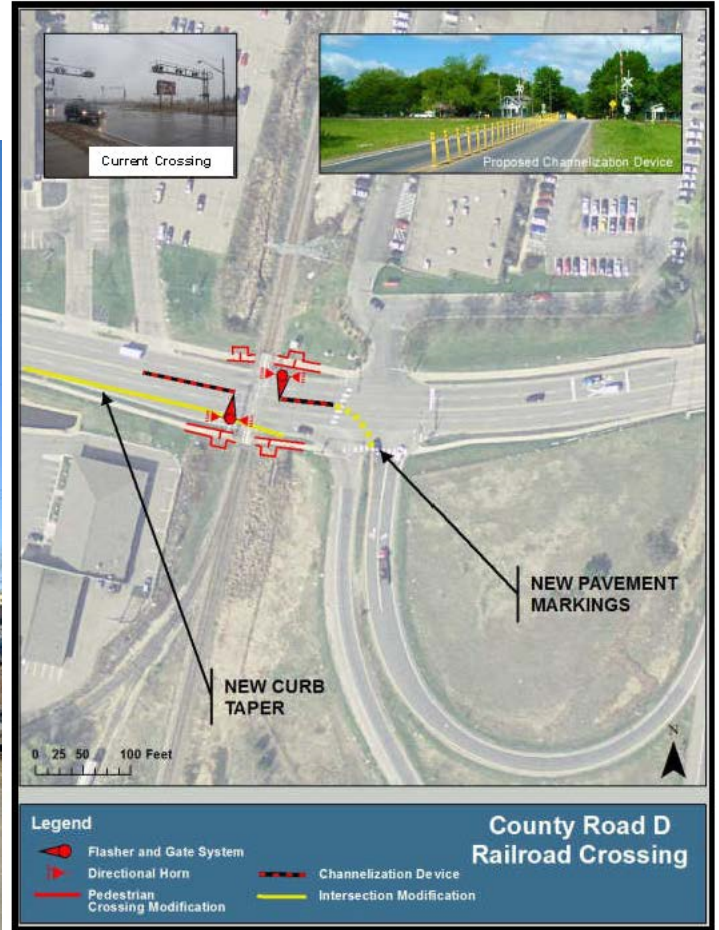 Current Crossing
Proposed Channelization Device
NEW PAVEMENT
MARKINGS
NEW CURB
TAPER
0 25 50 100 Feet
N
Legend
Flasher and Gate System
Directional Horn
Pedestrian
Crossing Modification
Channelization Device
Intersection Modification
County Road D
Railroad Crossing